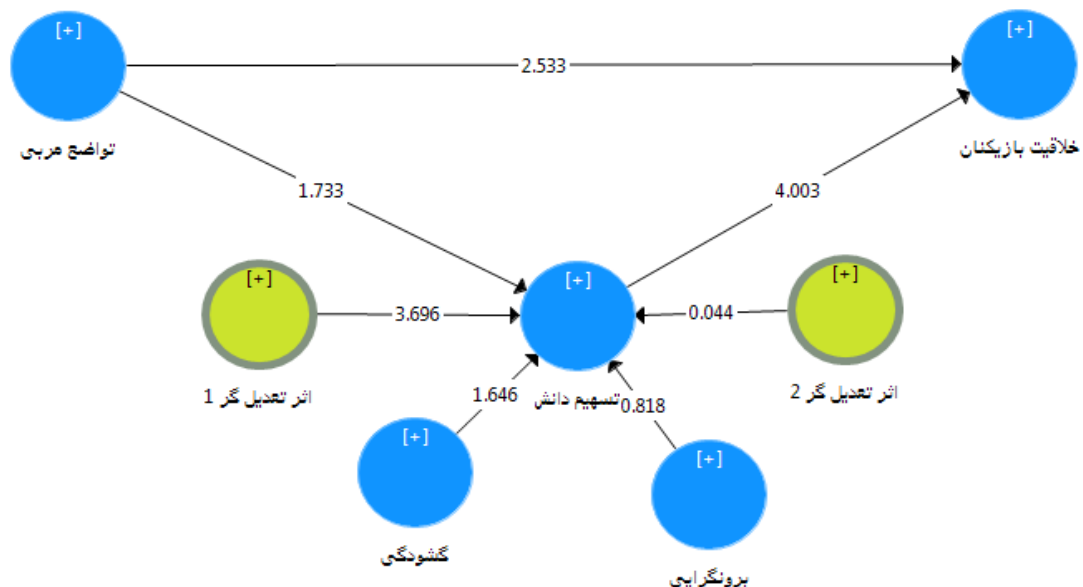 [+]
[+]
2.533
تواضع مربی
خلاقیت بازیکنان
1.733
4.003
[+]
[+]
[+]
3.696
0.044
اثر تعدیل گر 1
تسهیم دانش
اثر تعدیل گر 2
1.646
0.818
[+]
[+]
گشودگی
برونگرایی